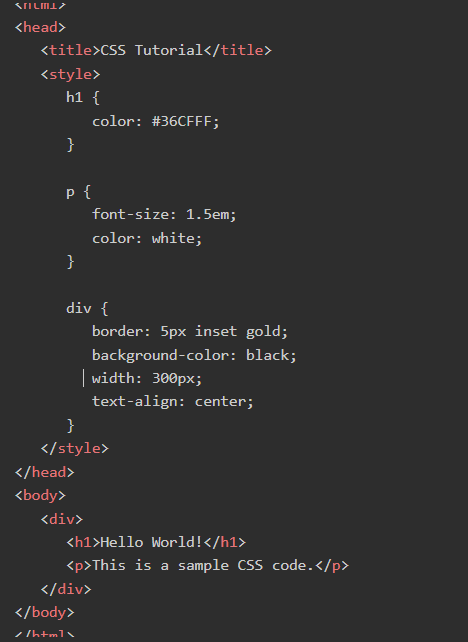 <html>
<head>
<title>CSS Tutorial</title>
<style>
h1 {
color: #36CFFF;
}
p {
font-size: 1.5em;
color: white;
}
div {
border: 5px inset gold;
background-color: black;
width: 300px;
text-align: center;
}
</style>
</head>
<body>
<div>
<h1>Hello World!</h1>
<p>This is a sample CSS code.</p>
</div>
</body>
</html>